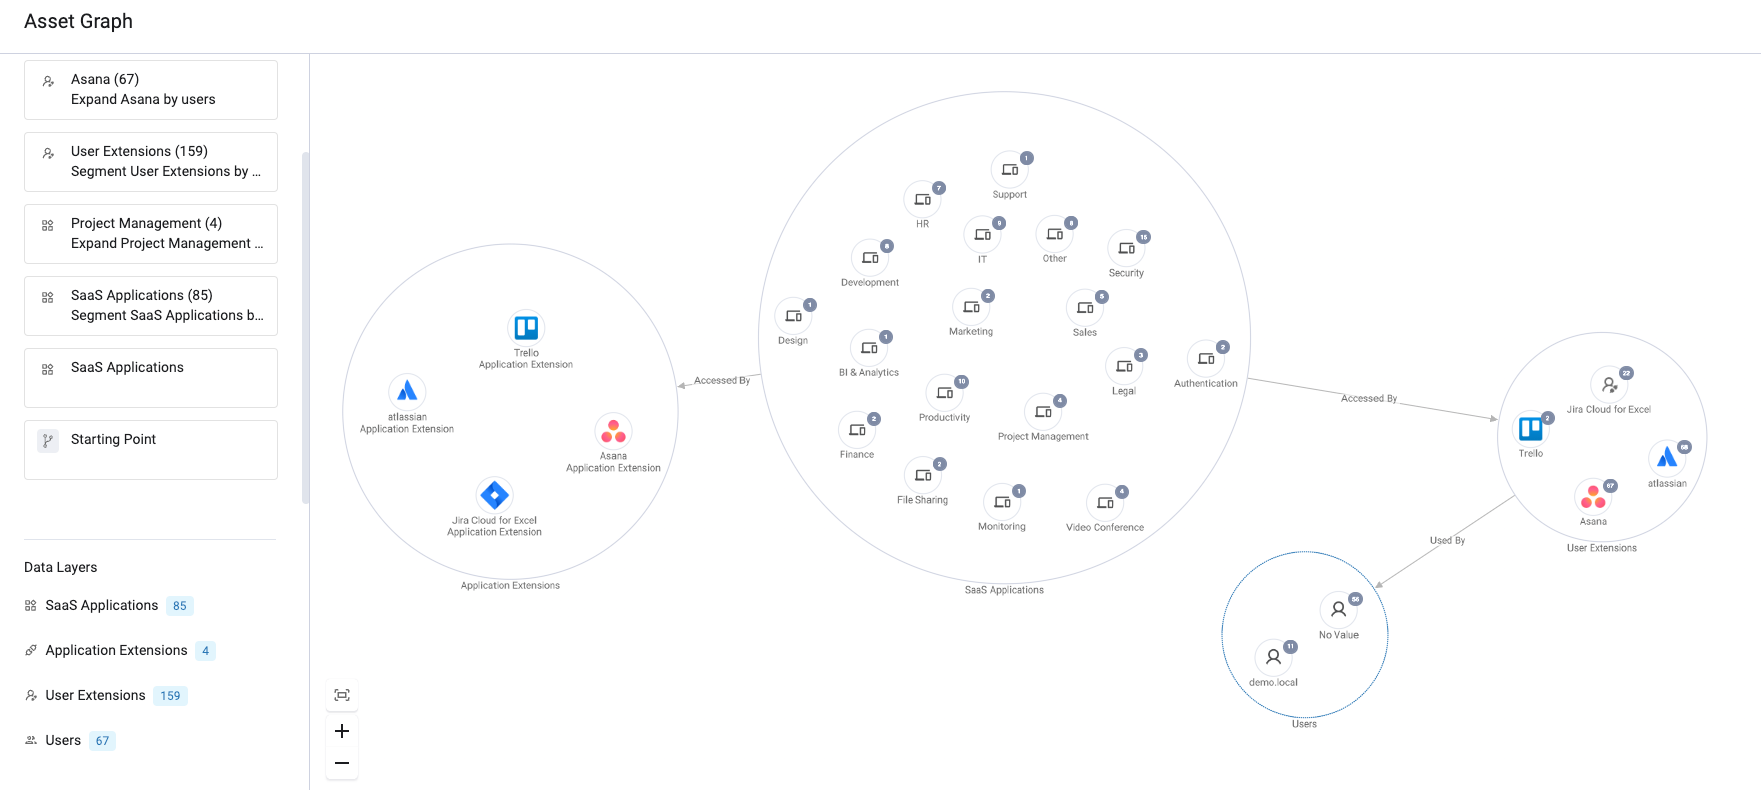 Asset Graph
Asana (67)
Expand Asana by users
User Extensions (159)
Segment User Extensions by ...
Project Management (4)
Expand Project Management ...
SaaS Applications (85)
Segment SaaS Applications b...
SaaS Applications
Starting Point
Data Layers
SaaS Applications 85
Application Extensions 4
User Extensions 159
Users 67
Trello
Application Extension
atlassian
Application Extension
Asana
Application Extension
Jira Cloud for Excel
Application Extension
Application Extensions
Accessed By
1
Support
7
HR
9
IT
8
Other
15
Security
8
Development
1
Design
2
Marketing
5
Sales
1
BI & Analytics
3
Legal
2
Authentication
10
Productivity
4
Project Management
2
Finance
2
File Sharing
1
Monitoring
4
Video Conference
SaaS Applications
Accessed By
22
Jira Cloud for Excel
2
Trello
68
atlassian
67
Asana
User Extensions
Used By
56
No Value
11
demo.local
Users